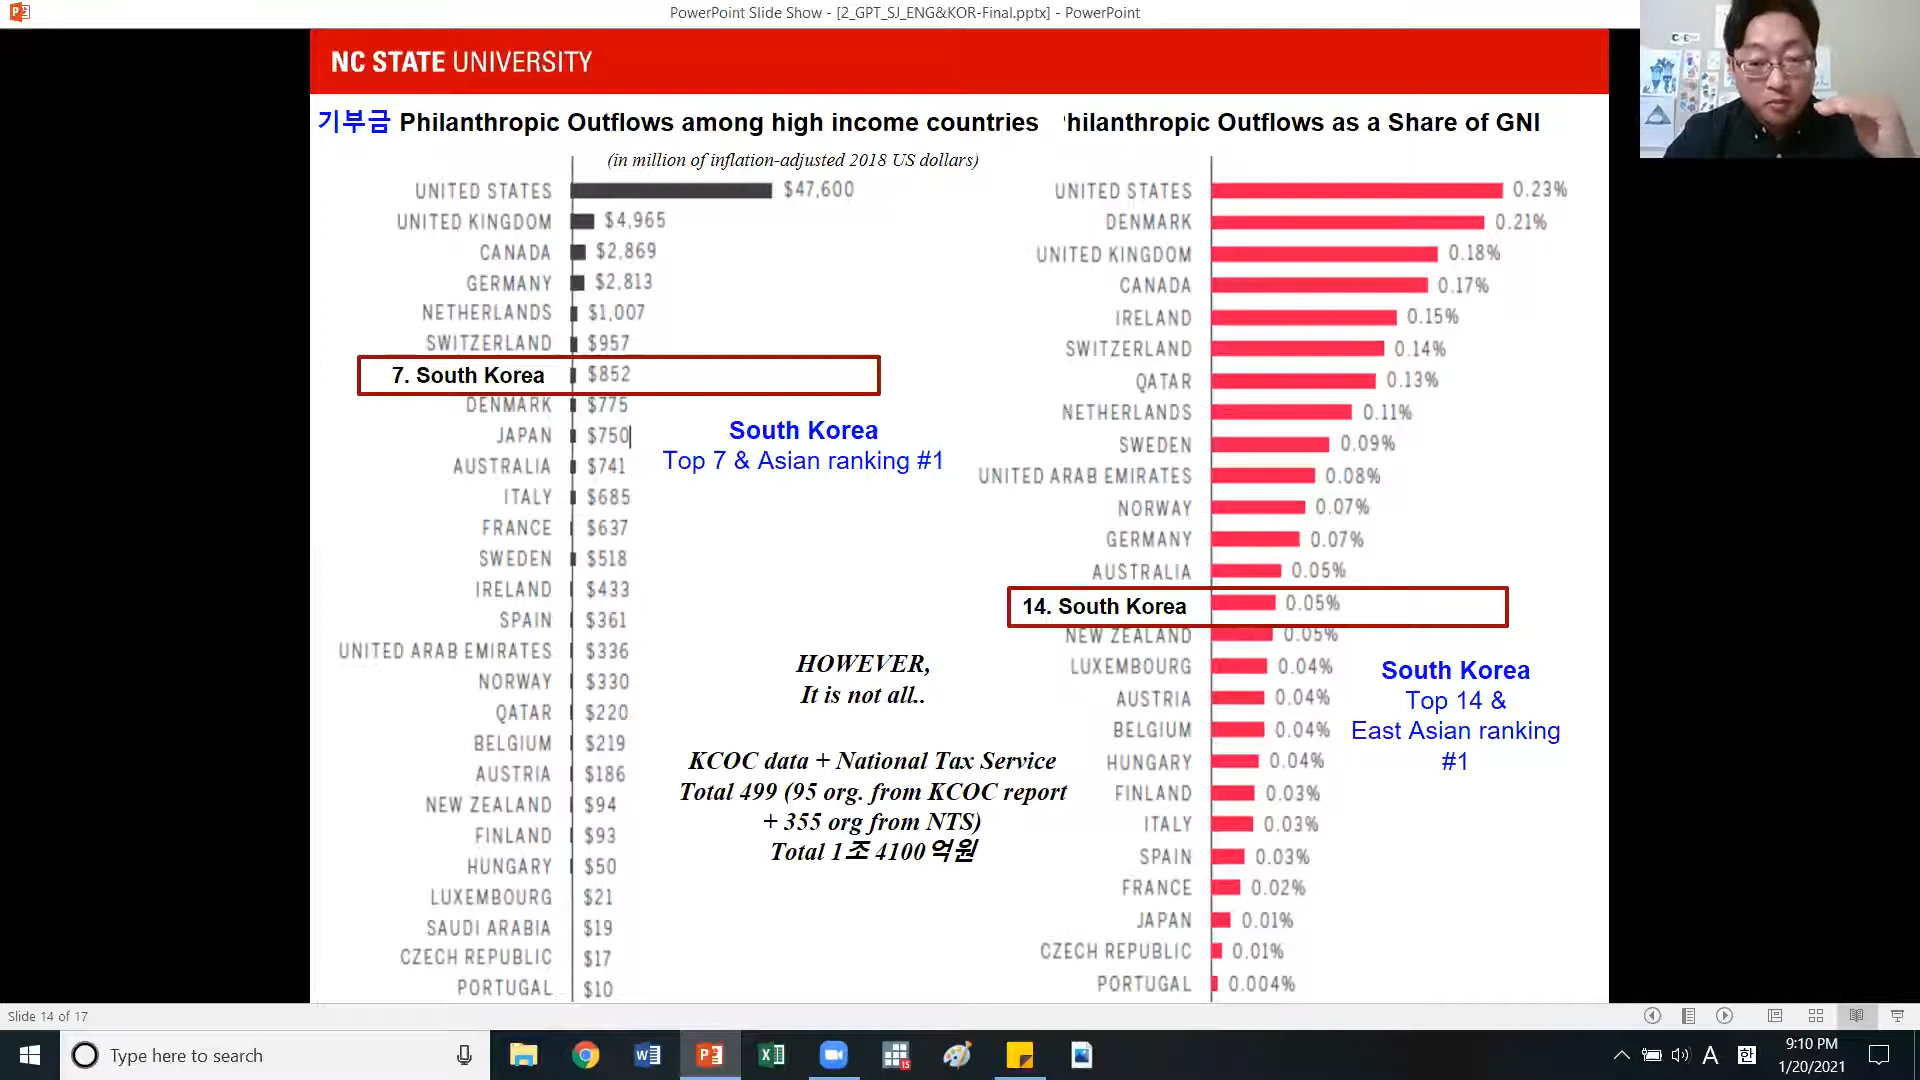 PowerPoint Slide Show - [2_GPT_SJ_ENG&KOR-Final.pptx] - PowerPoint
NC STATE UNIVERSITY
기부금 Philanthropic Outflows among high income countries
(in million of inflation-adjusted 2018 US dollars)
UNITED STATES $47,600
UNITED KINGDOM $4,965
CANADA $2,869
GERMANY $2,813
NETHERLANDS $1,007
SWITZERLAND $957
7. South Korea $852
DENMARK $775
JAPAN $750
AUSTRALIA $741
ITALY $685
FRANCE $637
SWEDEN $518
IRELAND $433
SPAIN $361
UNITED ARAB EMIRATES $336
NORWAY $330
QATAR $220
BELGIUM $219
AUSTRIA $186
NEW ZEALAND $94
FINLAND $93
HUNGARY $50
LUXEMBOURG $21
SAUDI ARABIA $19
CZECH REPUBLIC $17
PORTUGAL $10
South Korea
Top 7 & Asian ranking #1
HOWEVER,
It is not all..
KCOC data + National Tax Service
Total 499 (95 org. from KCOC report
+ 355 org from NTS)
Total 1조 4100억원
hilanthropic Outflows as a Share of GNI
UNITED STATES 0.23%
DENMARK 0.21%
UNITED KINGDOM 0.18%
CANADA 0.17%
IRELAND 0.15%
SWITZERLAND 0.14%
QATAR 0.13%
NETHERLANDS 0.11%
SWEDEN 0.09%
UNITED ARAB EMIRATES 0.08%
NORWAY 0.07%
GERMANY 0.07%
AUSTRALIA 0.05%
14. South Korea 0.05%
NEW ZEALAND 0.05%
LUXEMBOURG 0.04%
AUSTRIA 0.04%
BELGIUM 0.04%
HUNGARY 0.04%
FINLAND 0.03%
ITALY 0.03%
SPAIN 0.03%
FRANCE 0.02%
JAPAN 0.01%
CZECH REPUBLIC 0.01%
PORTUGAL 0.004%
South Korea
Top 14 &
East Asian ranking
#1
Slide 14 of 17
Type here to search
A 한
9:10 PM
1/20/2021